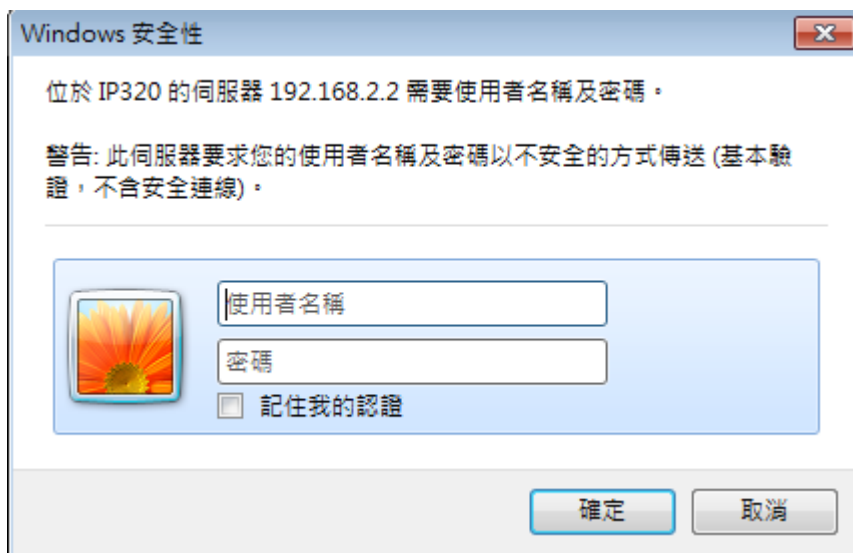 Windows 安全性
位於 IP320 的伺服器 192.168.2.2 需要使用者名稱及密碼。
警告: 此伺服器要求您的使用者名稱及密碼以不安全的方式傳送 (基本驗
證，不含安全連線)。
使用者名稱
密碼
記住我的認證
確定
取消